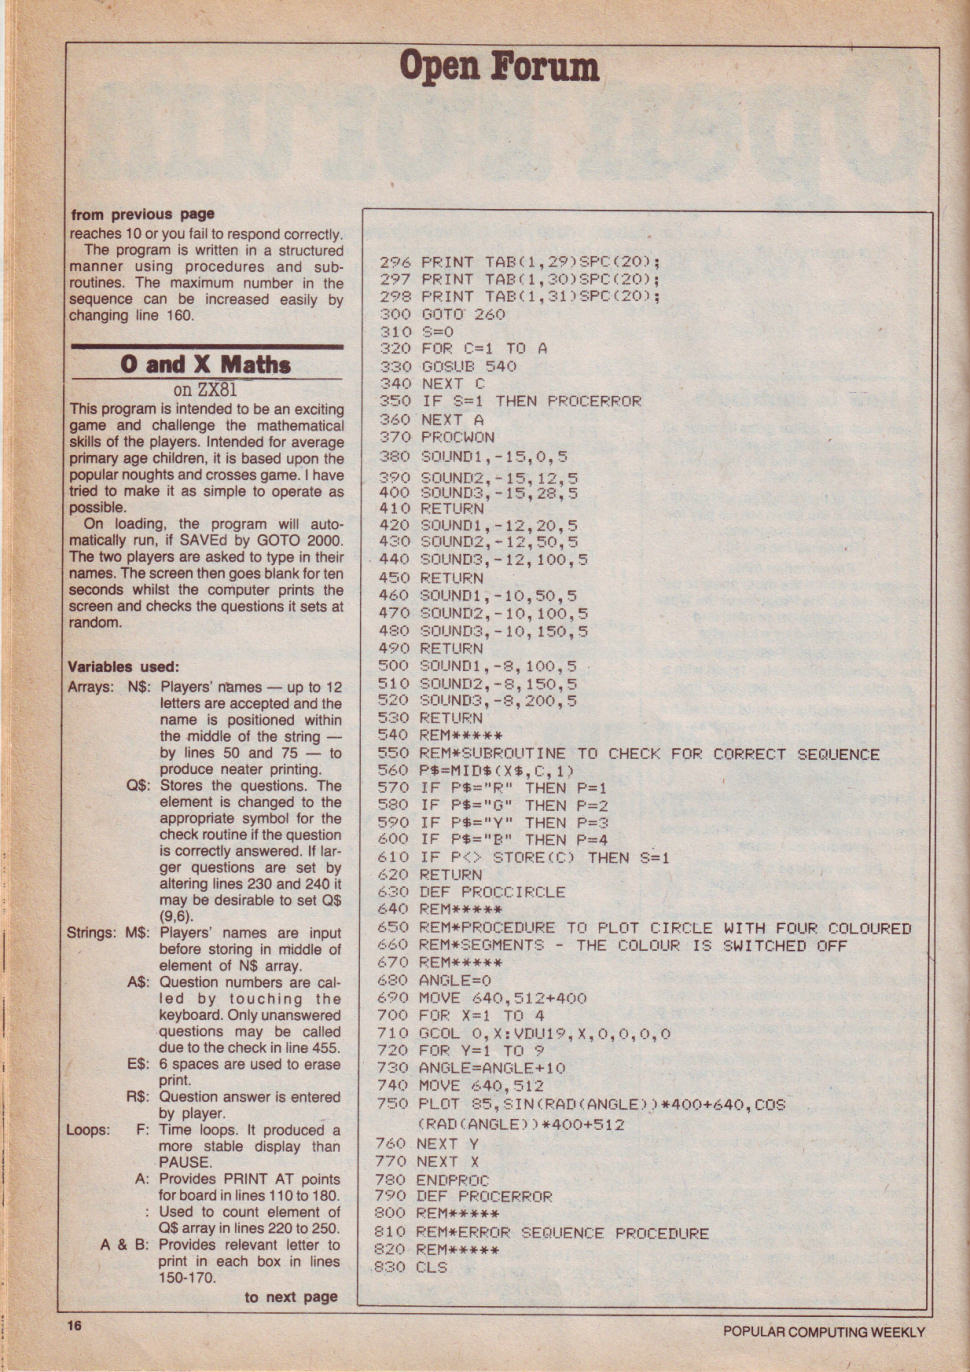 Open Forum
from previous page
reaches 10 or you fail to respond correctly.
The program is written in a structured
manner using procedures and sub-
routines. The maximum number in the
sequence can be increased easily by
changing line 160.
O and X Maths
on ZX81
This program is intended to be an exciting
game and challenge the mathematical
skills of the players. Intended for average
primary age children, it is based upon the
popular noughts and crosses game. I have
tried to make it as simple to operate as
possible.
On loading, the program will auto-
matically run, if SAVEd by GOTO 2000.
The two players are asked to type in their
names. The screen then goes blank for ten
seconds whilst the computer prints the
screen and checks the questions it sets at
random.
Variables used:
Arrays: N$: Players' names — up to 12
letters are accepted and the
name is positioned within
the middle of the string —
by lines 50 and 75 — to
produce neater printing.
Q$: Stores the questions. The
element is changed to the
appropriate symbol for the
check routine if the question
is correctly answered. If lar-
ger questions are set by
altering lines 230 and 240 it
may be desirable to set Q$
(9,6).
Strings: M$: Players' names are input
before storing in middle of
element of N$ array.
A$: Question numbers are cal-
led by touching the
keyboard. Only unanswered
questions may be called
due to the check in line 455.
E$: 6 spaces are used to erase
print.
R$: Question answer is entered
by player.
Loops: F: Time loops. It produced a
more stable display than
PAUSE.
A: Provides PRINT AT points
for board in lines 110 to 180.
: Used to count element of
Q$ array in lines 220 to 250.
A & B: Provides relevant letter to
print in each box in lines
150-170.
to next page
296 PRINT TAB(1,29)SPC(20);
297 PRINT TAB(1,30)SPC(20);
298 PRINT TAB(1,31)SPC(20);
300 GOTO 260
310 S=0
320 FOR C=1 TO A
330 GOSUB 540
340 NEXT C
350 IF S=1 THEN PROCERROR
360 NEXT A
370 PROCWON
380 SOUND1,-15,0,5
390 SOUND2,-15,12,5
400 SOUND3,-15,28,5
410 RETURN
420 SOUND1,-12,20,5
430 SOUND2,-12,50,5
440 SOUND3,-12,100,5
450 RETURN
460 SOUND1,-10,50,5
470 SOUND2,-10,100,5
480 SOUND3,-10,150,5
490 RETURN
500 SOUND1,-8,100,5
510 SOUND2,-8,150,5
520 SOUND3,-8,200,5
530 RETURN
540 REM*****
550 REM*SUBROUTINE TO CHECK FOR CORRECT SEQUENCE
560 P$=MID$(X$,C,1)
570 IF P$="R" THEN P=1
580 IF P$="G" THEN P=2
590 IF P$="Y" THEN P=3
600 IF P$="B" THEN P=4
610 IF P<> STORE(C) THEN S=1
620 RETURN
630 DEF PROCCIRCLE
640 REM*****
650 REM*PROCEDURE TO PLOT CIRCLE WITH FOUR COLOURED
660 REM*SEGMENTS - THE COLOUR IS SWITCHED OFF
670 REM*****
680 ANGLE=0
690 MOVE 640,512+400
700 FOR X=1 TO 4
710 GCOL 0,X:VDU19,X,0,0,0,0
720 FOR Y=1 TO 9
730 ANGLE=ANGLE+10
740 MOVE 640,512
750 PLOT 85,SIN(RAD(ANGLE))*400+640,COS
(RAD(ANGLE))*400+512
760 NEXT Y
770 NEXT X
780 ENDPROC
790 DEF PROCERROR
800 REM*****
810 REM*ERROR SEQUENCE PROCEDURE
820 REM*****
830 CLS
16
POPULAR COMPUTING WEEKLY